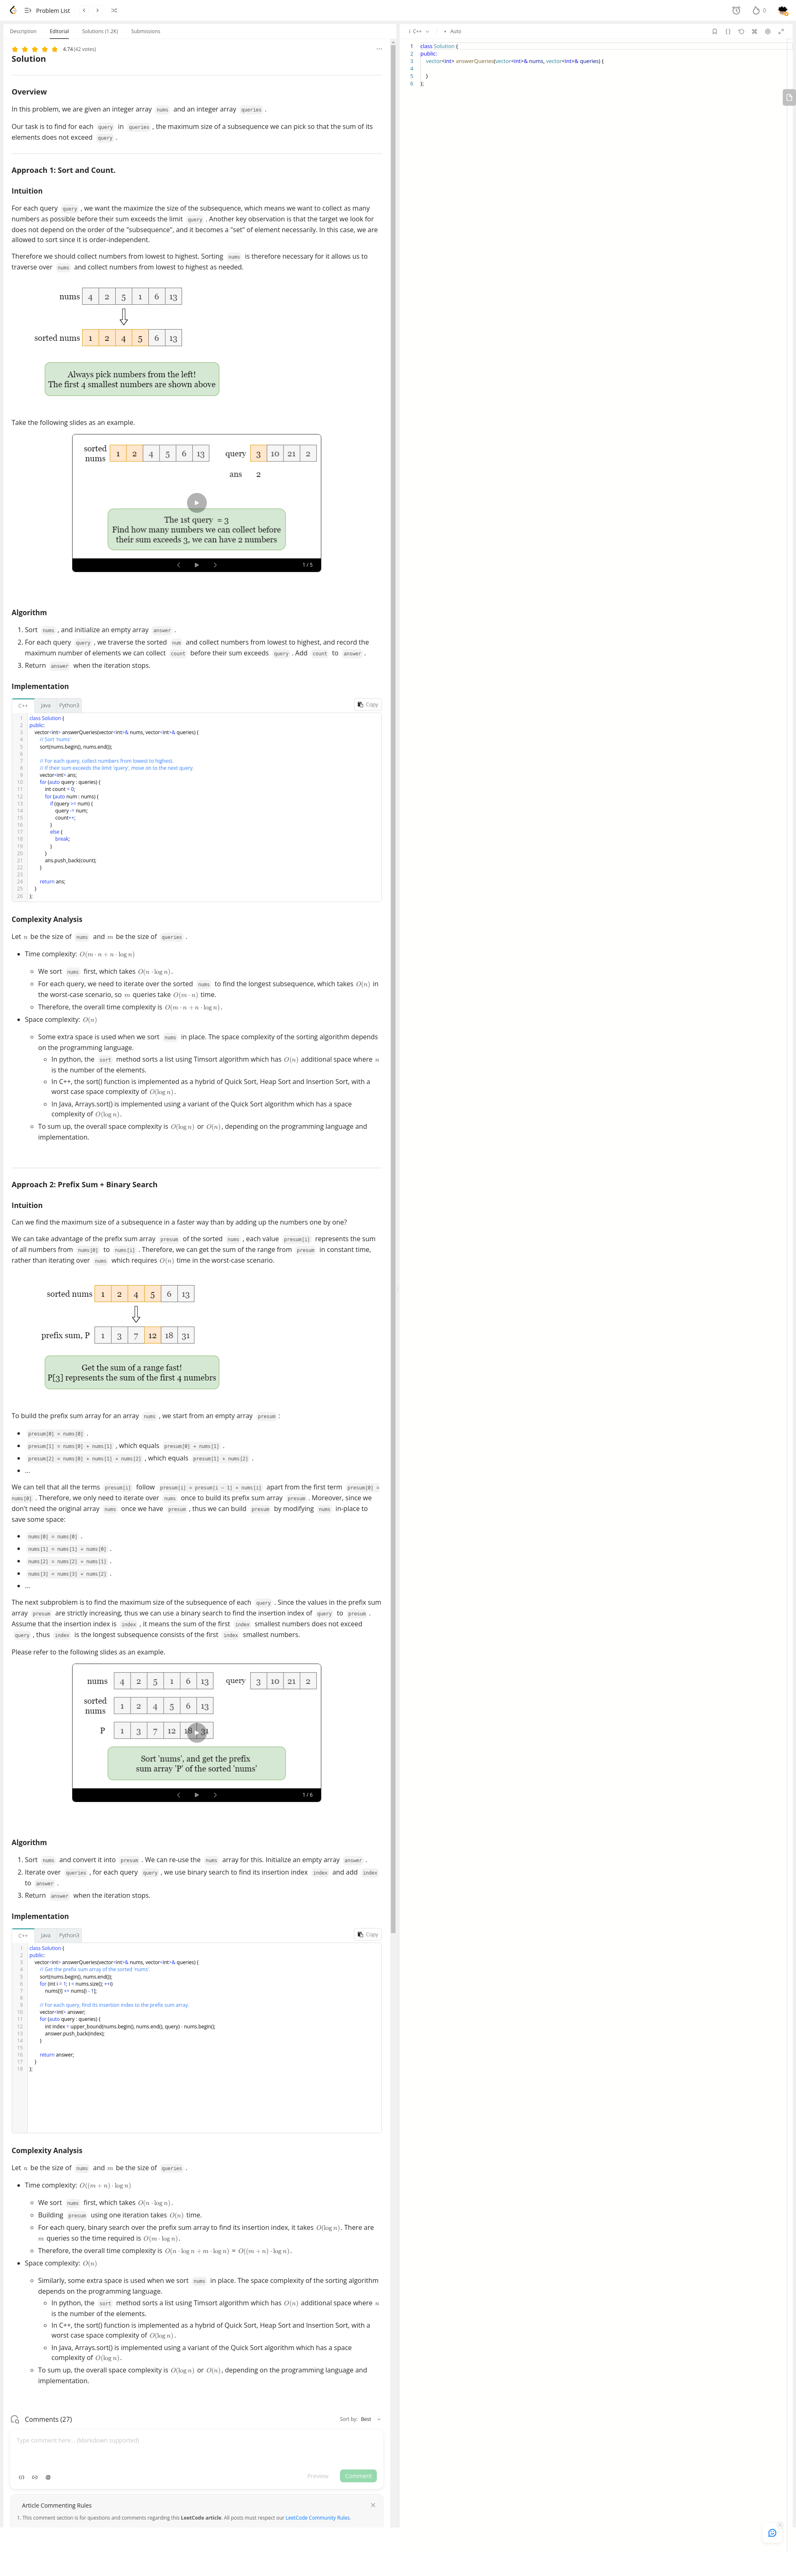 Problem List
0
Description Editorial Solutions (1.2K) Submissions
4.74 (42 votes)
Solution
Overview
In this problem, we are given an integer array nums and an integer array queries .
Our task is to find for each query in queries , the maximum size of a subsequence we can pick so that the sum of its
elements does not exceed query .
Approach 1: Sort and Count.
Intuition
For each query query , we want the maximize the size of the subsequence, which means we want to collect as many
numbers as possible before their sum exceeds the limit query . Another key observation is that the target we look for
does not depend on the order of the "subsequence", and it becomes a "set" of element necessarily. In this case, we are
allowed to sort since it is order-independent.
Therefore we should collect numbers from lowest to highest. Sorting nums is therefore necessary for it allows us to
traverse over nums and collect numbers from lowest to highest as needed.
nums 4 2 5 1 6 13
sorted nums 1 2 4 5 6 13
Always pick numbers from the left!
The first 4 smallest numbers are shown above
Take the following slides as an example.
sorted nums 1 2 4 5 6 13 query 3 10 21 2
ans 2
The 1st query = 3
Find how many numbers we can collect before
their sum exceeds 3, we can have 2 numbers
1 / 5
Algorithm
1. Sort nums , and initialize an empty array answer .
2. For each query query , we traverse the sorted num and collect numbers from lowest to highest, and record the
maximum number of elements we can collect count before their sum exceeds query . Add count to answer .
3. Return answer when the iteration stops.
Implementation
C++ Java Python3 Copy
1 class Solution {
2 public:
3 vector<int> answerQueries(vector<int>& nums, vector<int>& queries) {
4 // Sort 'nums'
5 sort(nums.begin(), nums.end());
6
7 // For each query, collect numbers from lowest to highest.
8 // If their sum exceeds the limit 'query', move on to the next query.
9 vector<int> ans;
10 for (auto query : queries) {
11 int count = 0;
12 for (auto num : nums) {
13 if (query >= num) {
14 query -= num;
15 count++;
16 }
17 else {
18 break;
19 }
20 }
21 ans.push_back(count);
22 }
23
24 return ans;
25 }
26 };
Complexity Analysis
Let n be the size of nums and m be the size of queries .
• Time complexity: O(m · n + n · log n)
◦ We sort nums first, which takes O(n · log n).
◦ For each query, we need to iterate over the sorted nums to find the longest subsequence, which takes O(n) in
the worst-case scenario, so m queries take O(m · n) time.
◦ Therefore, the overall time complexity is O(m · n + n · log n).
• Space complexity: O(n)
◦ Some extra space is used when we sort nums in place. The space complexity of the sorting algorithm depends
on the programming language.
◦ In python, the sort method sorts a list using Timsort algorithm which has O(n) additional space where n
is the number of the elements.
◦ In C++, the sort() function is implemented as a hybrid of Quick Sort, Heap Sort and Insertion Sort, with a
worst case space complexity of O(log n).
◦ In Java, Arrays.sort() is implemented using a variant of the Quick Sort algorithm which has a space
complexity of O(log n).
◦ To sum up, the overall space complexity is O(log n) or O(n), depending on the programming language and
implementation.
Approach 2: Prefix Sum + Binary Search
Intuition
Can we find the maximum size of a subsequence in a faster way than by adding up the numbers one by one?
We can take advantage of the prefix sum array presum of the sorted nums , each value presum[i] represents the sum
of all numbers from nums[0] to nums[i] . Therefore, we can get the sum of the range from presum in constant time,
rather than iterating over nums which requires O(n) time in the worst-case scenario.
sorted nums 1 2 4 5 6 13
prefix sum, P 1 3 7 12 18 31
Get the sum of a range fast!
P[3] represents the sum of the first 4 numebrs
To build the prefix sum array for an array nums , we start from an empty array presum :
• presum[0] = nums[0] .
• presum[1] = nums[0] + nums[1] , which equals presum[0] + nums[1] .
• presum[2] = nums[0] + nums[1] + nums[2] , which equals presum[1] + nums[2] .
• ...
We can tell that all the terms presum[i] follow presum[i] = presum[i - 1] + nums[i] apart from the first term presum[0] =
nums[0] . Therefore, we only need to iterate over nums once to build its prefix sum array presum . Moreover, since we
don't need the original array nums once we have presum , thus we can build presum by modifying nums in-place to
save some space:
• nums[0] = nums[0] .
• nums[1] = nums[1] + nums[0] .
• nums[2] = nums[2] + nums[1] .
• nums[3] = nums[3] + nums[2] .
• ...
The next subproblem is to find the maximum size of the subsequence of each query . Since the values in the prefix sum
array presum are strictly increasing, thus we can use a binary search to find the insertion index of query to presum .
Assume that the insertion index is index , it means the sum of the first index smallest numbers does not exceed
query , thus index is the longest subsequence consists of the first index smallest numbers.
Please refer to the following slides as an example.
nums 4 2 5 1 6 13 query 3 10 21 2
sorted nums 1 2 4 5 6 13
P 1 3 7 12 18 31
Sort 'nums', and get the prefix
sum array 'P' of the sorted 'nums'
1 / 6
Algorithm
1. Sort nums and convert it into presum . We can re-use the nums array for this. Initialize an empty array answer .
2. Iterate over queries , for each query query , we use binary search to find its insertion index index and add index
to answer .
3. Return answer when the iteration stops.
Implementation
C++ Java Python3 Copy
1 class Solution {
2 public:
3 vector<int> answerQueries(vector<int>& nums, vector<int>& queries) {
4 // Get the prefix sum array of the sorted 'nums'.
5 sort(nums.begin(), nums.end());
6 for (int i = 1; i < nums.size(); ++i)
7 nums[i] += nums[i - 1];
8
9 // For each query, find its insertion index to the prefix sum array.
10 vector<int> answer;
11 for (auto query : queries) {
12 int index = upper_bound(nums.begin(), nums.end(), query) - nums.begin();
13 answer.push_back(index);
14 }
15
16 return answer;
17 }
18 };
Complexity Analysis
Let n be the size of nums and m be the size of queries .
• Time complexity: O((m + n) · log n)
◦ We sort nums first, which takes O(n · log n).
◦ Building presum using one iteration takes O(n) time.
◦ For each query, binary search over the prefix sum array to find its insertion index, it takes O(log n). There are
m queries so the time required is O(m · log n).
◦ Therefore, the overall time complexity is O(n · log n + m · log n) = O((m + n) · log n).
• Space complexity: O(n)
◦ Similarly, some extra space is used when we sort nums in place. The space complexity of the sorting algorithm
depends on the programming language.
◦ In python, the sort method sorts a list using Timsort algorithm which has O(n) additional space where n
is the number of the elements.
◦ In C++, the sort() function is implemented as a hybrid of Quick Sort, Heap Sort and Insertion Sort, with a
worst case space complexity of O(log n).
◦ In Java, Arrays.sort() is implemented using a variant of the Quick Sort algorithm which has a space
complexity of O(log n).
◦ To sum up, the overall space complexity is O(log n) or O(n), depending on the programming language and
implementation.
Comments (27) Sort by: Best
Type comment here... (Markdown supported)
Preview Comment
Article Commenting Rules
1. This comment section is for questions and comments regarding this LeetCode article. All posts must respect our LeetCode Community Rules.
i C++ • Auto
1 class Solution {
2 public:
3 vector<int> answerQueries(vector<int>& nums, vector<int>& queries) {
4
5 }
6 };